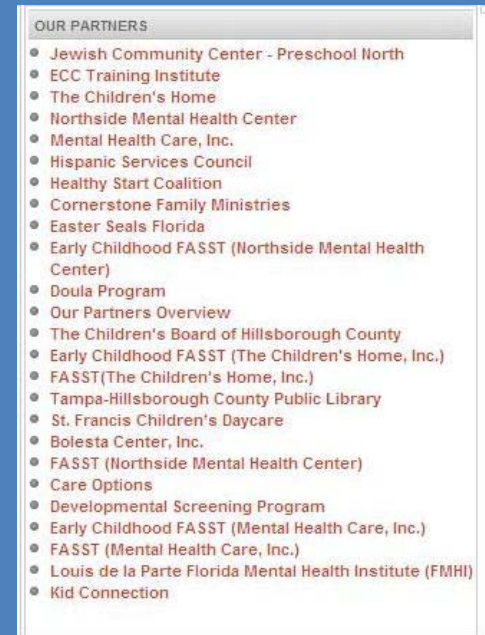 OUR PARTNERS
Jewish Community Center - Preschool North
ECC Training Institute
The Children's Home
Northside Mental Health Center
Mental Health Care, Inc.
Hispanic Services Council
Healthy Start Coalition
Cornerstone Family Ministries
Easter Seals Florida
Early Childhood FASST (Northside Mental Health
Center)
Doula Program
Our Partners Overview
The Children's Board of Hillsborough County
Early Childhood FASST (The Children's Home, Inc.)
FASST(The Children's Home, Inc.)
Tampa-Hillsborough County Public Library
St. Francis Children's Daycare
Bolesta Center, Inc.
FASST (Northside Mental Health Center)
Care Options
Developmental Screening Program
Early Childhood FASST (Mental Health Care, Inc.)
FASST (Mental Health Care, Inc.)
Louis de la Parte Florida Mental Health Institute (FMHI)
Kid Connection